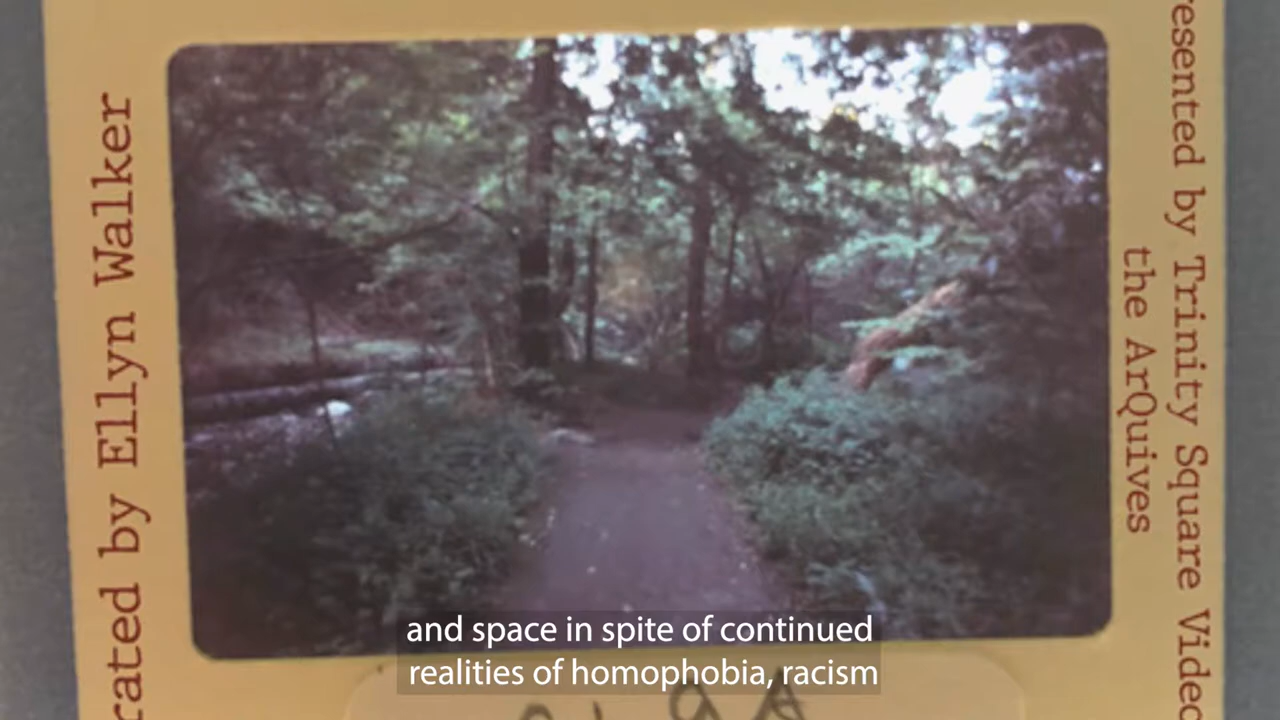 rated by Ellyn Walker
resented by Trinity Square Video
the ArQuives
and space in spite of continued
realities of homophobia, racism